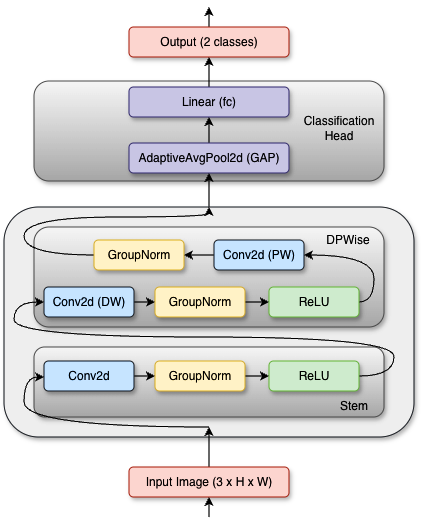 Output (2 classes)
Linear (fc)
Classification
Head
AdaptiveAvgPool2d (GAP)
DPWise
GroupNorm
Conv2d (PW)
Conv2d (DW)
GroupNorm
ReLU
Conv2d
GroupNorm
ReLU
Stem
Input Image (3 x H x W)